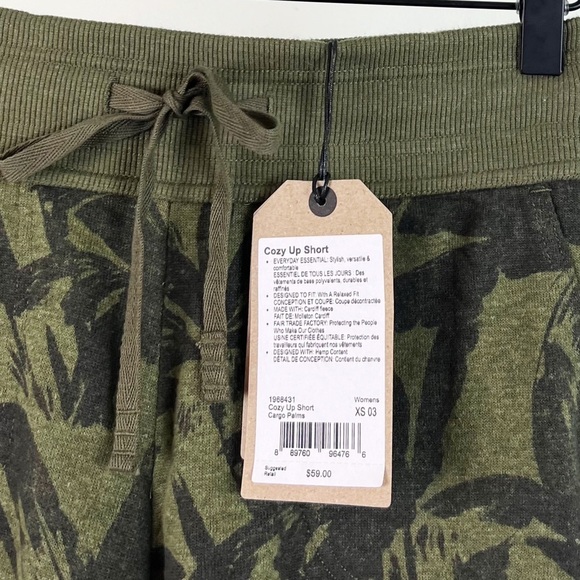 Cozy Up Short
• EVERYDAY ESSENTIAL: Stylish, versatile &
comfortable
ESSENTIEL DE TOUS LES JOURS : Des
vêtements de base polyvalents, durables et
raffinés
• DESIGNED TO FIT: With A Relaxed Fit
CONCEPTION ET COUPE: Coupe décontractée
• MADE WITH: Cardiff fleece
FAIT DE: Molleton Cardiff
• FAIR TRADE FACTORY: Protecting the People
Who Make Our Clothes
USINE CERTIFIÉE ÉQUITABLE: Protection des
travailleurs qui fabriquent nos vêtements
• DESIGNED WITH: Hemp Content
DÉTAIL DE CONCEPTION: Contient du chanvre
1968431 Womens
Cozy Up Short XS 03
Cargo Palms
8 89760 96476 6
Suggested
Retail $59.00